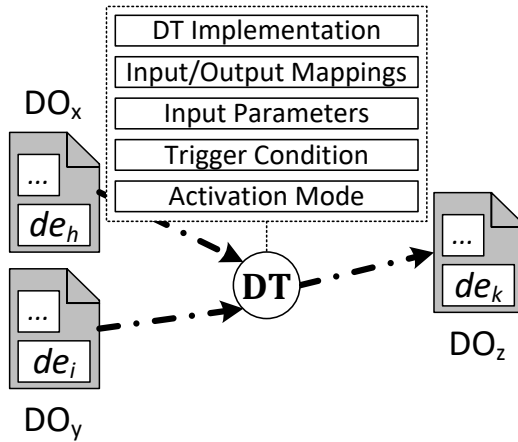 DT Implementation
Input/Output Mappings
Input Parameters
Trigger Condition
Activation Mode
DOx
...
deh
...
dei
DOy
DT
...
dek
DOz